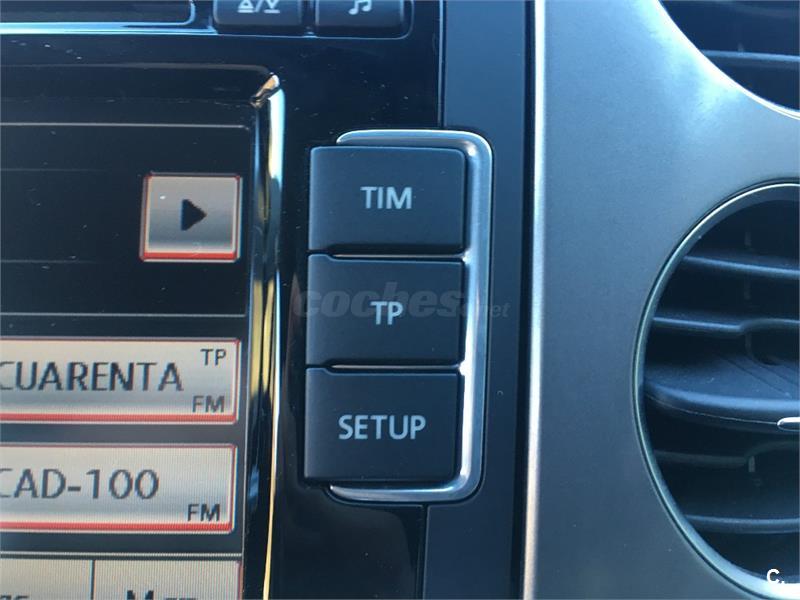 TIM
TP
SETUP
CUARENTA TP
FM
CAD-100
FM
coches.net
C.